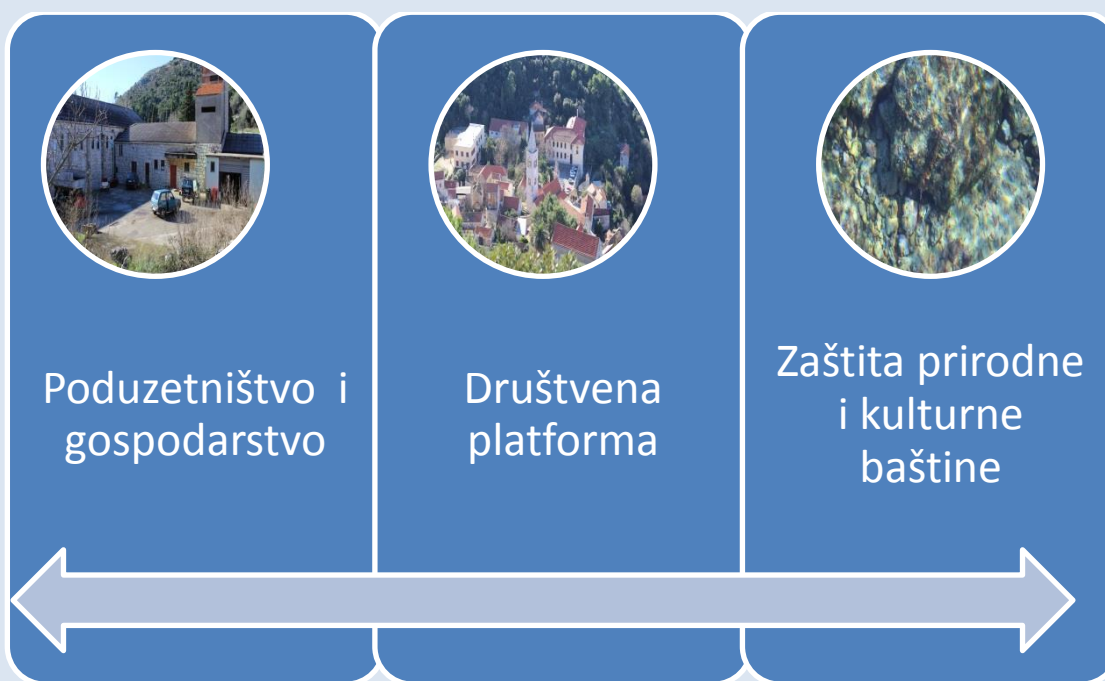 Poduzetništvo i
gospodarstvo
Društvena
platforma
Zaštita prirodne
i kulturne
baštine